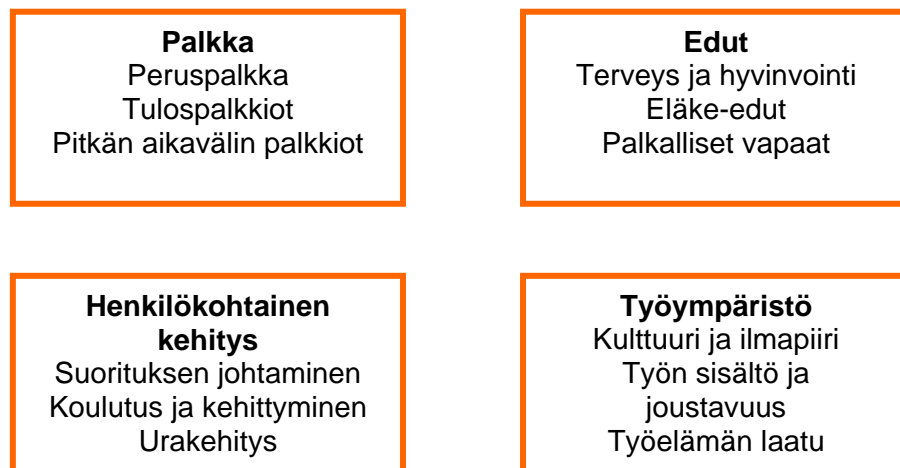 Palkka
Peruspalkka
Tulospalkkiot
Pitkän aikavälin palkkiot
Edut
Terveys ja hyvinvointi
Eläke-edut
Palkalliset vapaat
Henkilökohtainen
kehitys
Suorituksen johtaminen
Koulutus ja kehittyminen
Urakehitys
Työympäristö
Kulttuuri ja ilmapiiri
Työn sisältö ja
joustavuus
Työelämän laatu